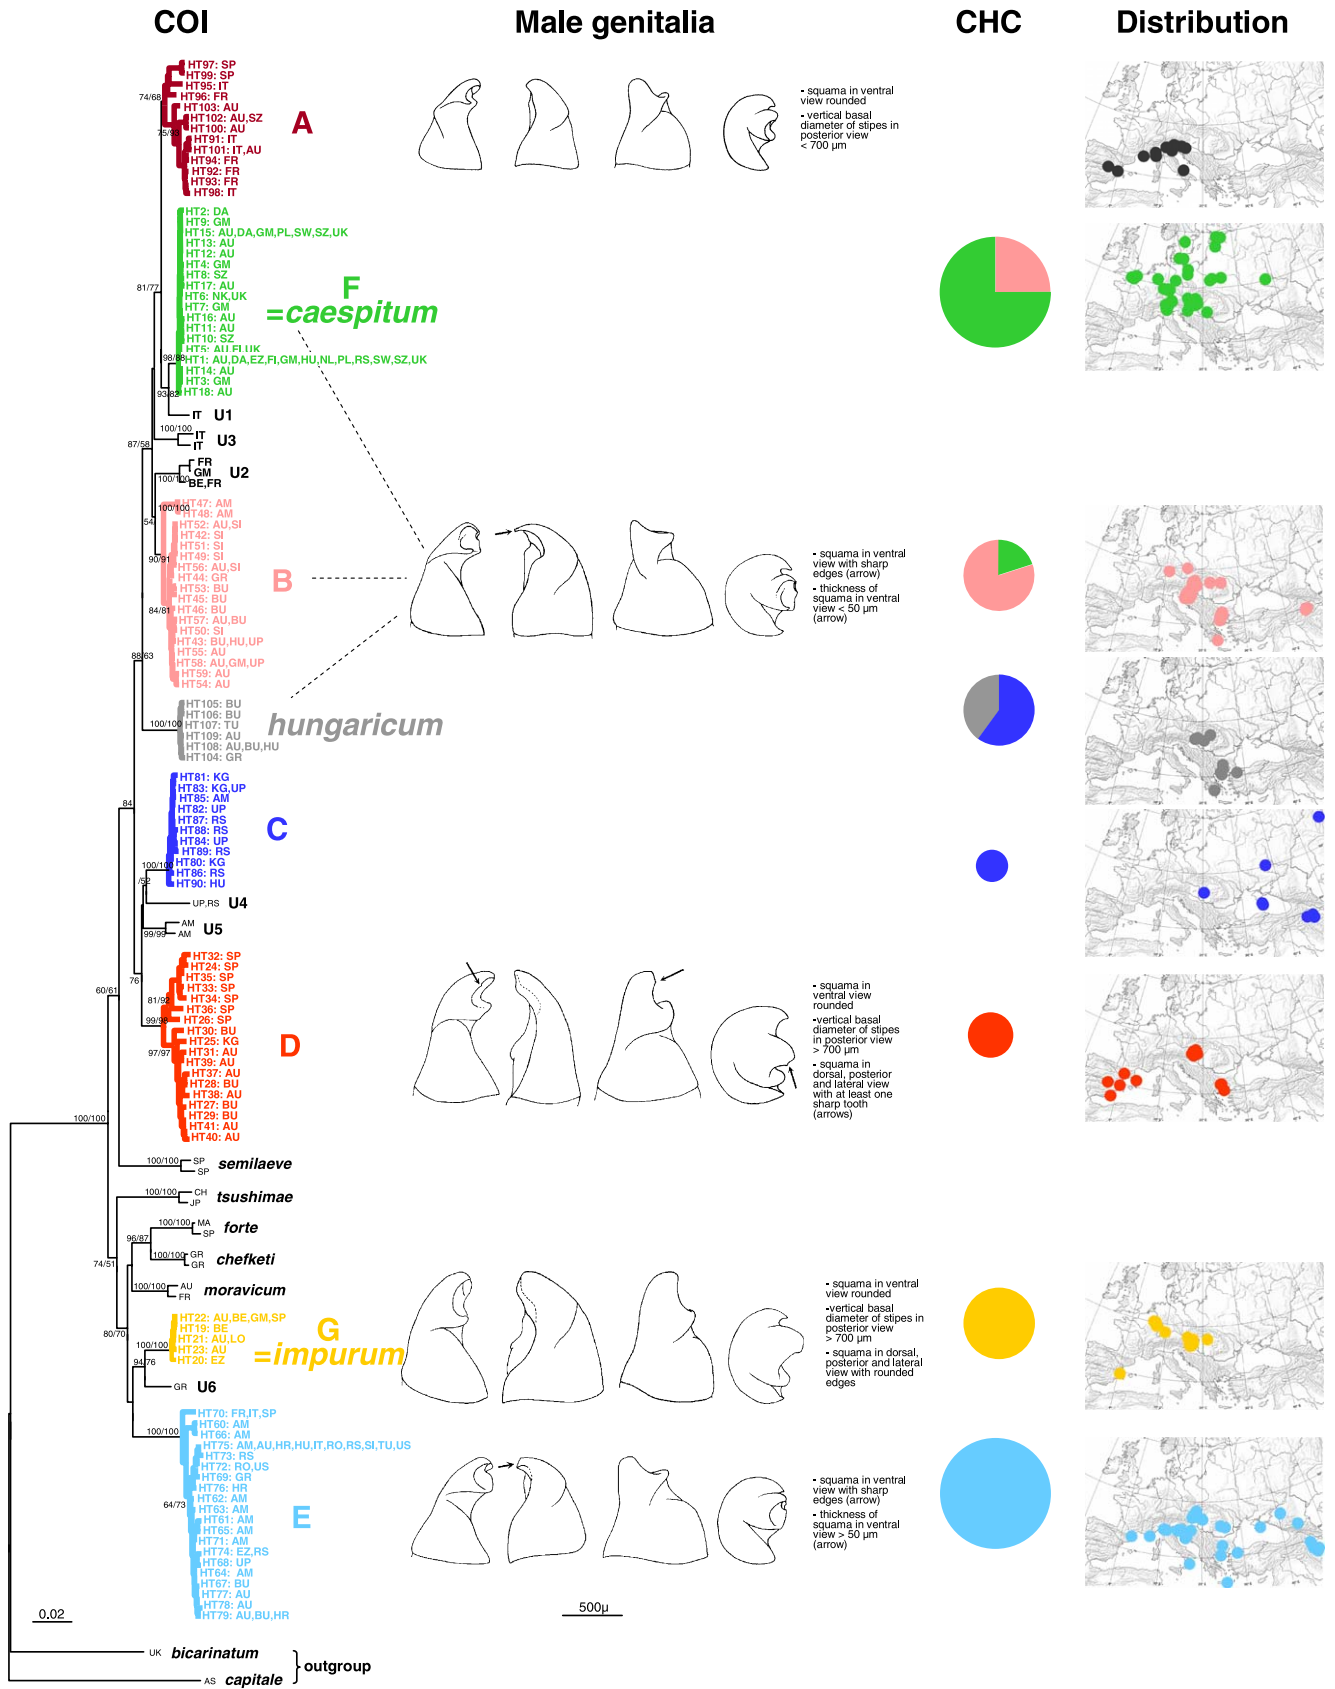 COI
Male genitalia
CHC
Distribution
HT97: SP
HT99: SP
HT95: IT
HT96: FR
HT103: AU
HT102: AU,SZ
HT100: AU
HT91: IT
HT101: IT,AU
HT94: FR
HT92: FR
HT93: FR
HT98: IT
74/68
75/93
A
- squama in ventral
view rounded
- vertical basal
diameter of stipes in
posterior view
< 700 µm
HT2: DA
HT9: GM
HT15: AU,DA,GM,PL,SW,SZ,UK
HT13: AU
HT12: AU
HT4: GM
HT8: SZ
HT17: AU
HT6: NK,UK
HT7: GM
HT16: AU
HT11: AU
HT10: SZ
HT5: AU,FI,UK
HT1: AU,DA,EZ,FI,GM,HU,NL,PL,RS,SW,SZ,UK
HT14: AU
HT3: GM
HT18: AU
81/77
98/88
93/82
F
=caespitum
IT U1
100/100
IT
IT
U3
87/58
FR
GM
BE,FR
U2
100/100
54/
HT47: AM
HT48: AM
HT52: AU,SI
HT42: SI
HT51: SI
HT49: SI
HT56: AU,SI
HT44: GR
HT53: BU
HT45: BU
HT46: BU
HT57: AU,BU
HT50: SI
HT43: BU,HU,UP
HT55: AU
HT58: AU,GM,UP
HT59: AU
HT54: AU
100/100
90/91
84/81
B
- squama in ventral
view with sharp
edges (arrow)
- thickness of
squama in ventral
view < 50 µm
(arrow)
88/63
HT105: BU
HT106: BU
HT107: TU
HT109: AU
HT108: AU,BU,HU
HT104: GR
100/100
hungaricum
HT81: KG
HT83: KG,UP
HT85: AM
HT82: UP
HT87: RS
HT88: RS
HT84: UP
HT89: RS
HT80: KG
HT86: RS
HT90: HU
84
100/100
/52
C
UP,RS U4
AM
AM
U5
99/99
76
HT32: SP
HT24: SP
HT35: SP
HT33: SP
HT34: SP
HT36: SP
HT26: SP
HT30: BU
HT25: KG
HT31: AU
HT39: AU
HT37: AU
HT28: BU
HT38: AU
HT27: BU
HT29: BU
HT41: AU
HT40: AU
60/61
81/92
99/98
97/97
D
- squama in
ventral view
rounded
-vertical basal
diameter of stipes
in posterior view
> 700 µm
- squama in
dorsal, posterior
and lateral view
with at least one
sharp tooth
(arrows)
100/100
100/100
SP
SP
semilaeve
100/100
CH
JP
tsushimae
100/100
MA
SP
forte
96/87
100/100
GR
GR
chefketi
74/51
100/100
AU
FR
moravicum
HT22: AU,BE,GM,SP
HT19: BE
HT21: AU,LO
HT23: AU
HT20: EZ
80/70
100/100
94/76
G
=impurum
- squama in ventral
view rounded
-vertical basal
diameter of stipes in
posterior view
> 700 µm
- squama in dorsal,
posterior and lateral
view with rounded
edges
GR U6
HT70: FR,IT,SP
HT60: AM
HT66: AM
HT75: AM,AU,HR,HU,IT,RO,RS,SI,TU,US
HT73: RS
HT72: RO,US
HT69: GR
HT76: HR
HT62: AM
HT63: AM
HT61: AM
HT65: AM
HT71: AM
HT74: EZ,RS
HT68: UP
HT64: AM
HT67: BU
HT77: AU
HT78: AU
HT79: AU,BU,HR
100/100
64/73
E
- squama in ventral
view with sharp
edges (arrow)
- thickness of
squama in ventral
view > 50 µm
(arrow)
0.02
500µ
UK bicarinatum
AS capitale
outgroup